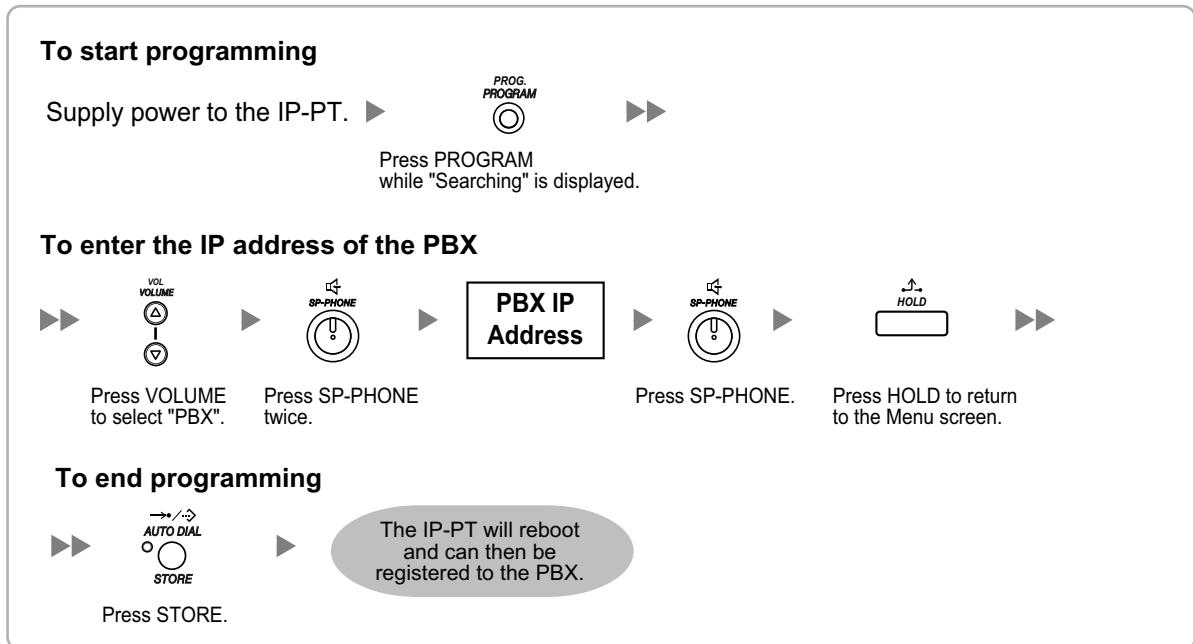 To start programming
Supply power to the IP-PT.
PROG.
PROGRAM
Press PROGRAM
while "Searching" is displayed.
To enter the IP address of the PBX
VOL
VOLUME
Press VOLUME
to select "PBX".
SP-PHONE
Press SP-PHONE
twice.
PBX IP
Address
SP-PHONE
Press SP-PHONE.
HOLD
Press HOLD to return
to the Menu screen.
To end programming
AUTO DIAL
STORE
Press STORE.
The IP-PT will reboot
and can then be
registered to the PBX.